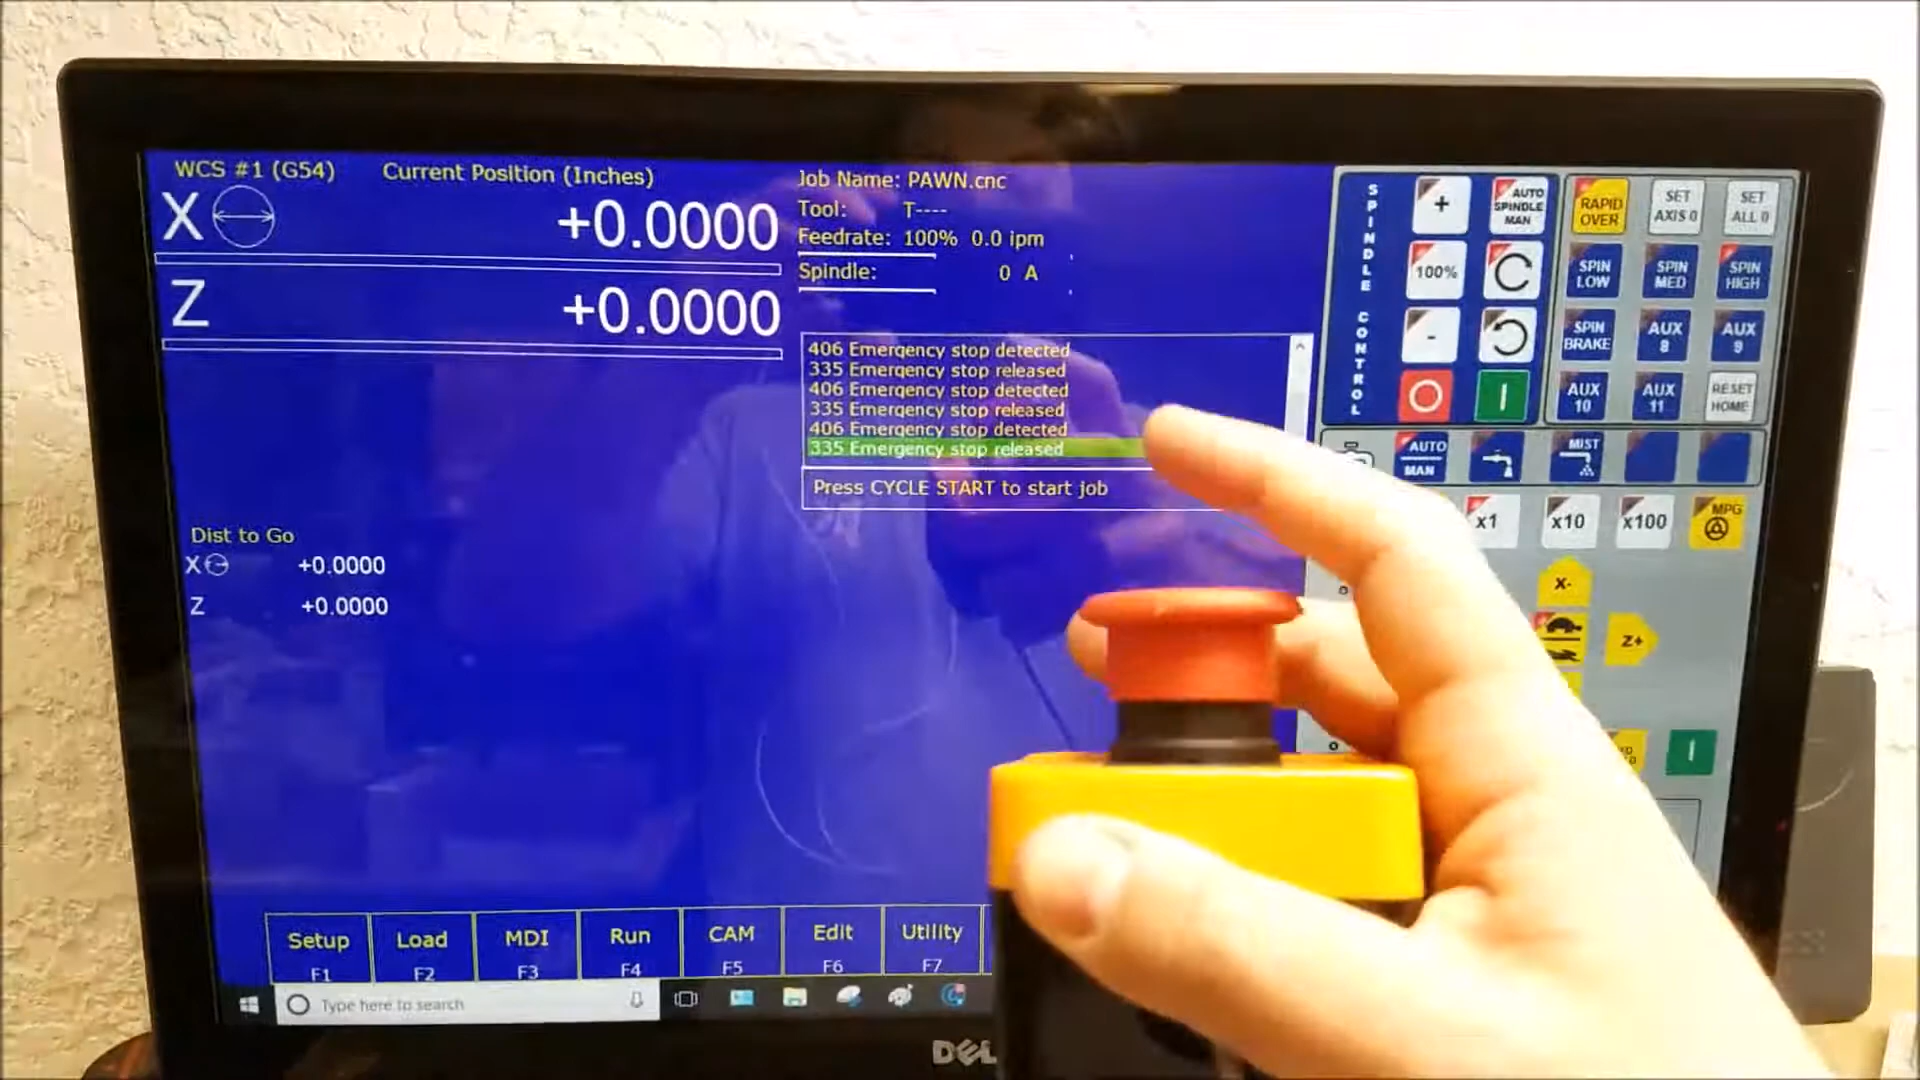 WCS #1 (G54) Current Position (Inches)
X +0.0000
Z +0.0000
Job Name: PAWN.cnc
Tool: T----
Feedrate: 100% 0.0 ipm
Spindle: 0 A
406 Emergency stop detected
335 Emergency stop released
406 Emergency stop detected
335 Emergency stop released
406 Emergency stop detected
335 Emergency stop released
Press CYCLE START to start job
Dist to Go
X +0.0000
Z +0.0000
SPINDLE CONTROL
+
AUTO
SPINDLE
MAN
100%
-
RAPID
OVER
SET
AXIS 0
SET
ALL 0
SPIN
LOW
SPIN
MED
SPIN
HIGH
SPIN
BRAKE
AUX
8
AUX
9
AUX
10
AUX
11
RESET
HOME
AUTO
MAN
MIST
x1
x10
x100
MPG
X-
Z+
Setup
F1
Load
F2
MDI
F3
Run
F4
CAM
F5
Edit
F6
Utility
F7
Type here to search